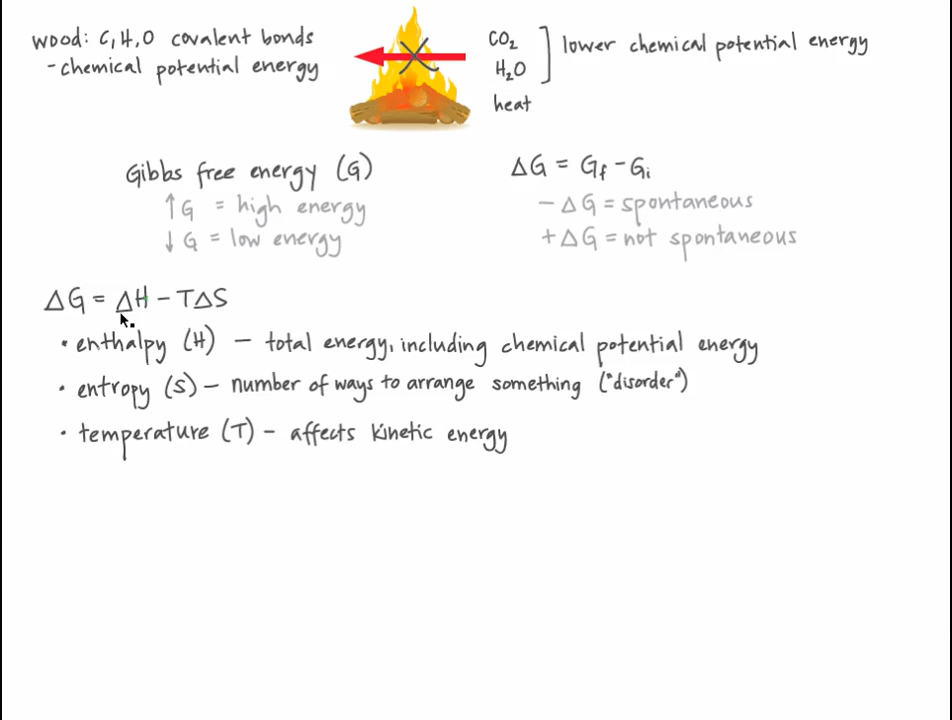 wood: C, H, O covalent bonds
- chemical potential energy
CO₂
H₂O
heat
lower chemical potential energy
Gibbs free energy (G)
↑ G = high energy
↓ G = low energy
ΔG = Gf - Gi
- ΔG = spontaneous
+ ΔG = not spontaneous
ΔG = ΔH - TΔS
• enthalpy (H) - total energy, including chemical potential energy
• entropy (S) - number of ways to arrange something ("disorder")
• temperature (T) - affects kinetic energy